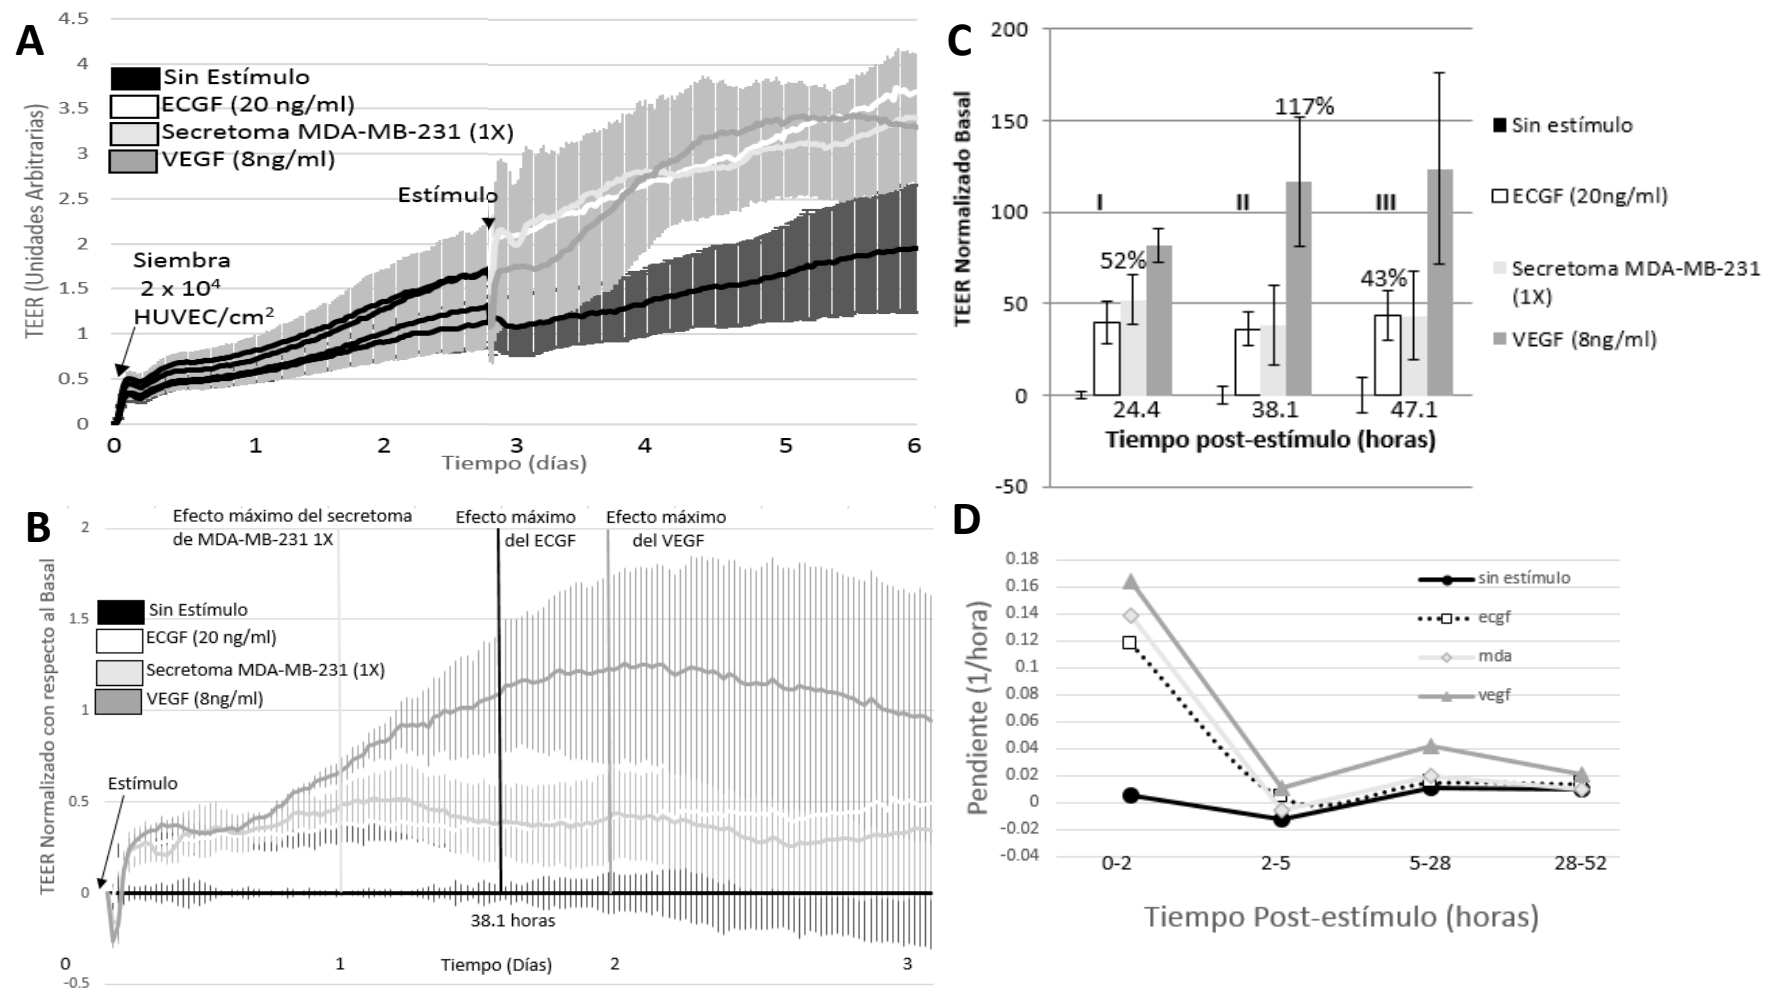 A
TEER (Unidades Arbitrarias)
4.5
4
3.5
3
2.5
2
1.5
1
0.5
0
Sin Estímulo
ECGF (20 ng/ml)
Secretoma MDA-MB-231 (1X)
VEGF (8ng/ml)
Estímulo
Siembra
2 x 10⁴
HUVEC/cm²
0 1 2 3 4 5 6
Tiempo (días)
B
TEER Normalizado con respecto al Basal
Efecto máximo del secretoma
de MDA-MB-231 1X
Efecto máximo
del ECGF
Efecto máximo
del VEGF
2
1.5
1
0.5
0
-0.5
Sin Estímulo
ECGF (20 ng/ml)
Secretoma MDA-MB-231 (1X)
VEGF (8ng/ml)
Estímulo
38.1 horas
0 1 2 3
Tiempo (Días)
C
TEER Normalizado Basal
200
150
100
50
0
-50
117%
I II III
52%
43%
24.4 38.1 47.1
Tiempo post-estímulo (horas)
Sin estímulo
ECGF (20ng/ml)
Secretoma MDA-MB-231
(1X)
VEGF (8ng/ml)
D
Pendiente (1/hora)
0.18
0.16
0.14
0.12
0.1
0.08
0.06
0.04
0.02
0
-0.02
-0.04
sin estímulo
ecgf
mda
vegf
0-2 2-5 5-28 28-52
Tiempo Post-estímulo (horas)